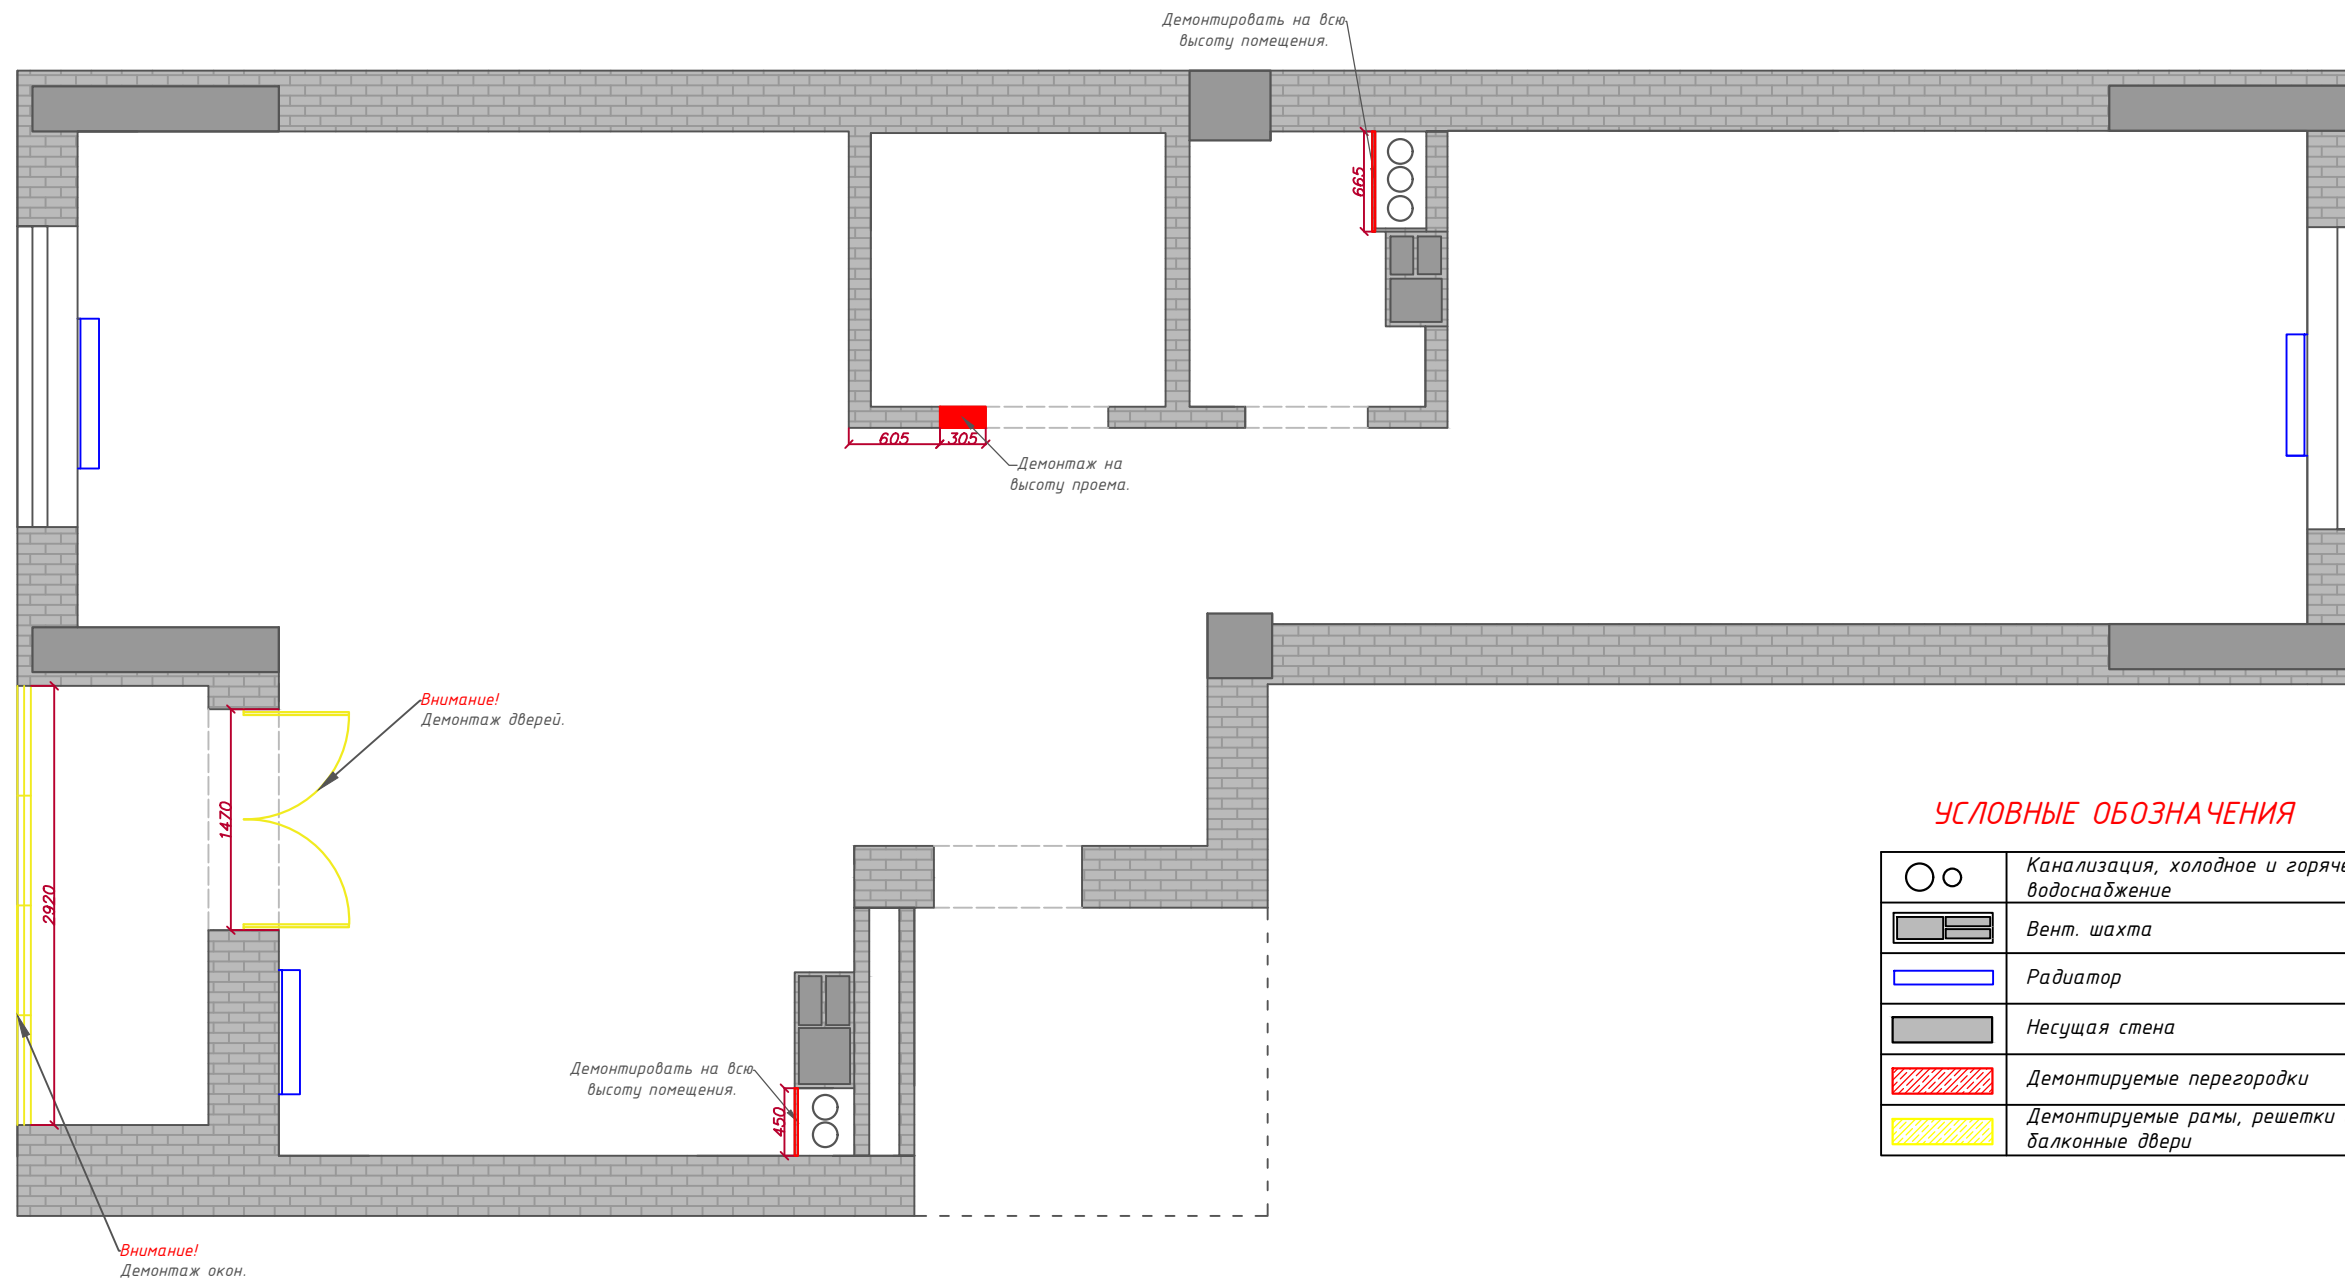 Демонтировать на всю
высоту помещения.
665
605
305
Демонтаж на
высоту проема.
Внимание!
Демонтаж дверей.
1470
2920
УСЛОВНЫЕ ОБОЗНАЧЕНИЯ
Канализация, холодное и горяче
водоснабжение
Вент. шахта
Радиатор
Несущая стена
Демонтируемые перегородки
Демонтируемые рамы, решетки
балконные двери
Демонтировать на всю
высоту помещения.
450
Внимание!
Демонтаж окон.